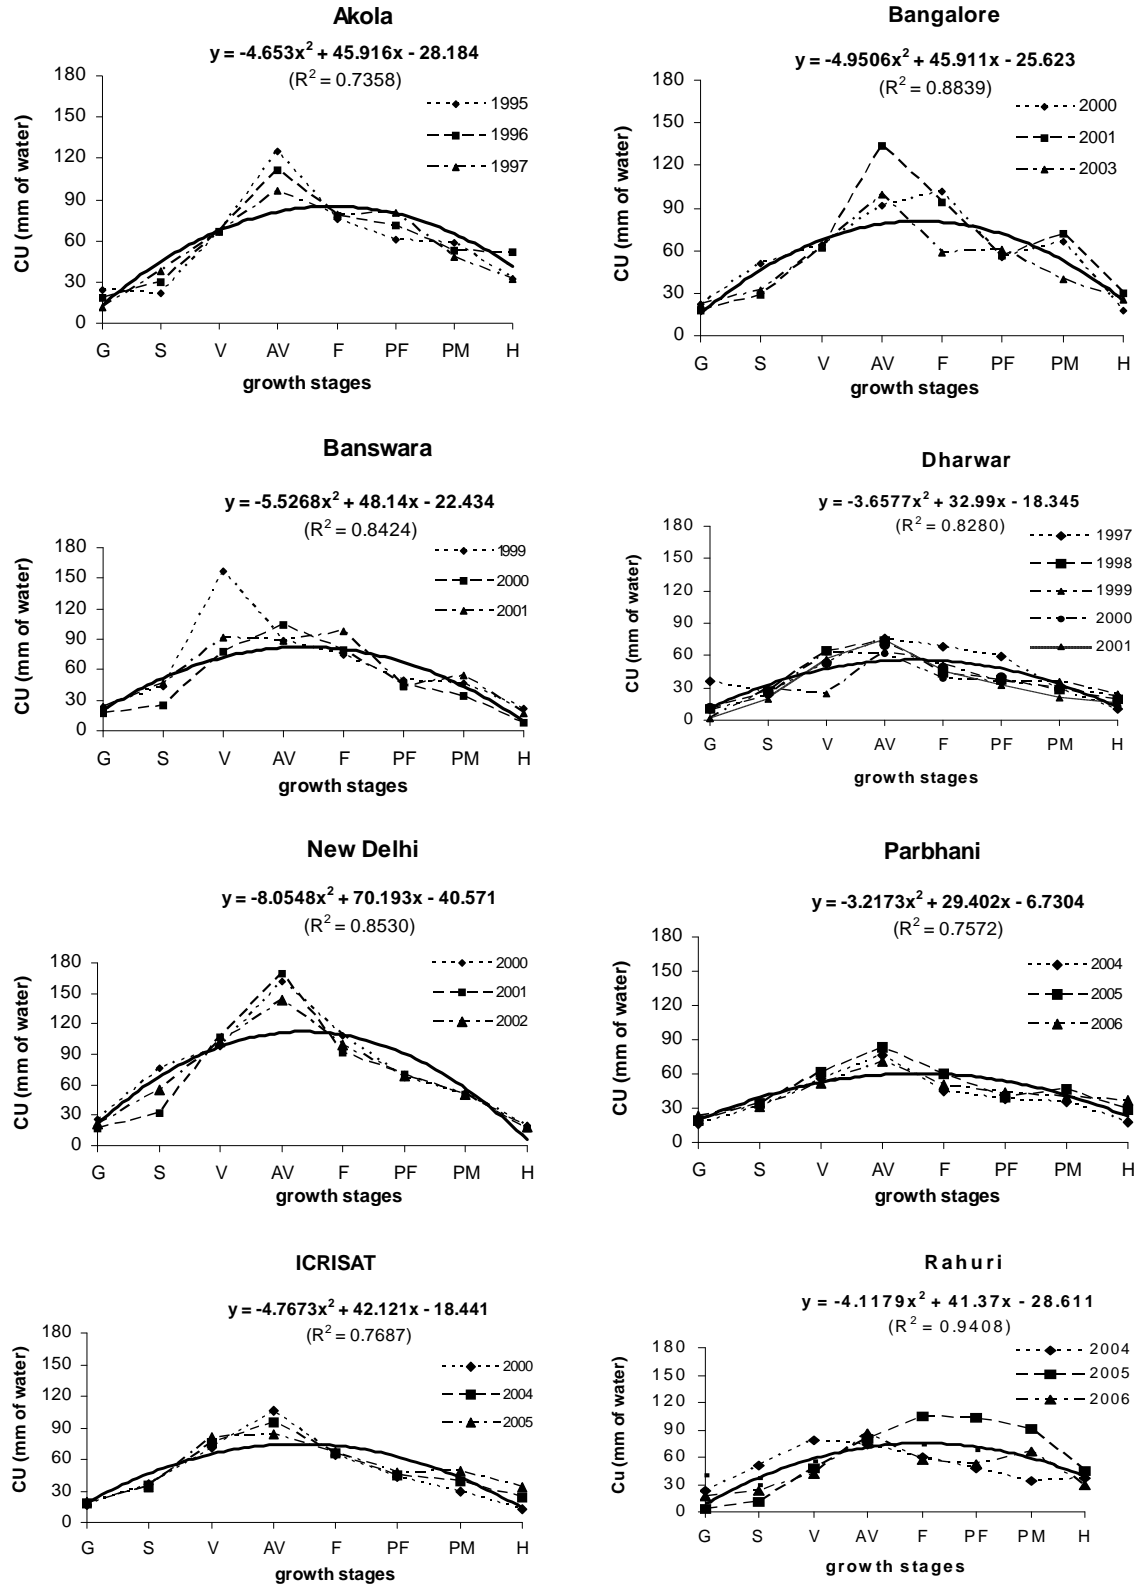 Akola
y = -4.653x² + 45.916x - 28.184
(R² = 0.7358)
CU (mm of water)
180
150
120
90
60
30
0
1995
1996
1997
G S V AV F PF PM H
growth stages
Bangalore
y = -4.9506x² + 45.911x - 25.623
(R² = 0.8839)
CU (mm of water)
180
150
120
90
60
30
0
2000
2001
2003
G S V AV F PF PM H
growth stages
Banswara
y = -5.5268x² + 48.14x - 22.434
(R² = 0.8424)
CU (mm of water)
180
150
120
90
60
30
0
1999
2000
2001
G S V AV F PF PM H
growth stages
Dharwar
y = -3.6577x² + 32.99x - 18.345
(R² = 0.8280)
CU (mm of water)
180
150
120
90
60
30
0
1997
1998
1999
2000
2001
G S V AV F PF PM H
growth stages
New Delhi
y = -8.0548x² + 70.193x - 40.571
(R² = 0.8530)
CU (mm of water)
180
150
120
90
60
30
0
2000
2001
2002
G S V AV F PF PM H
growth stages
Parbhani
y = -3.2173x² + 29.402x - 6.7304
(R² = 0.7572)
CU (mm of water)
180
150
120
90
60
30
0
2004
2005
2006
G S V AV F PF PM H
growth stages
ICRISAT
y = -4.7673x² + 42.121x - 18.441
(R² = 0.7687)
CU (mm of water)
180
150
120
90
60
30
0
2000
2004
2005
G S V AV F PF PM H
growth stages
Rahuri
y = -4.1179x² + 41.37x - 28.611
(R² = 0.9408)
Cu (mm of water)
180
150
120
90
60
30
0
2004
2005
2006
G S V AV F PF PM H
growth stages